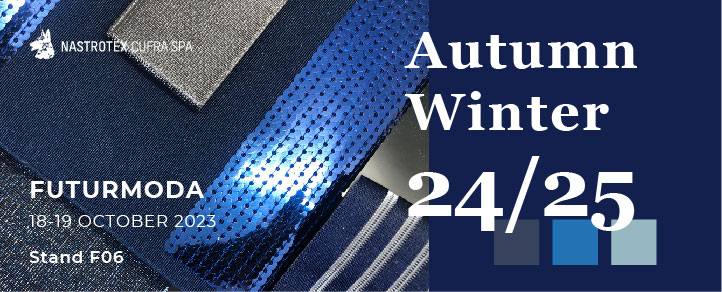 NASTROTEX CUFRA SPA
Autumn
Winter
24/25
FUTURMODA
18-19 OCTOBER 2023
Stand F06